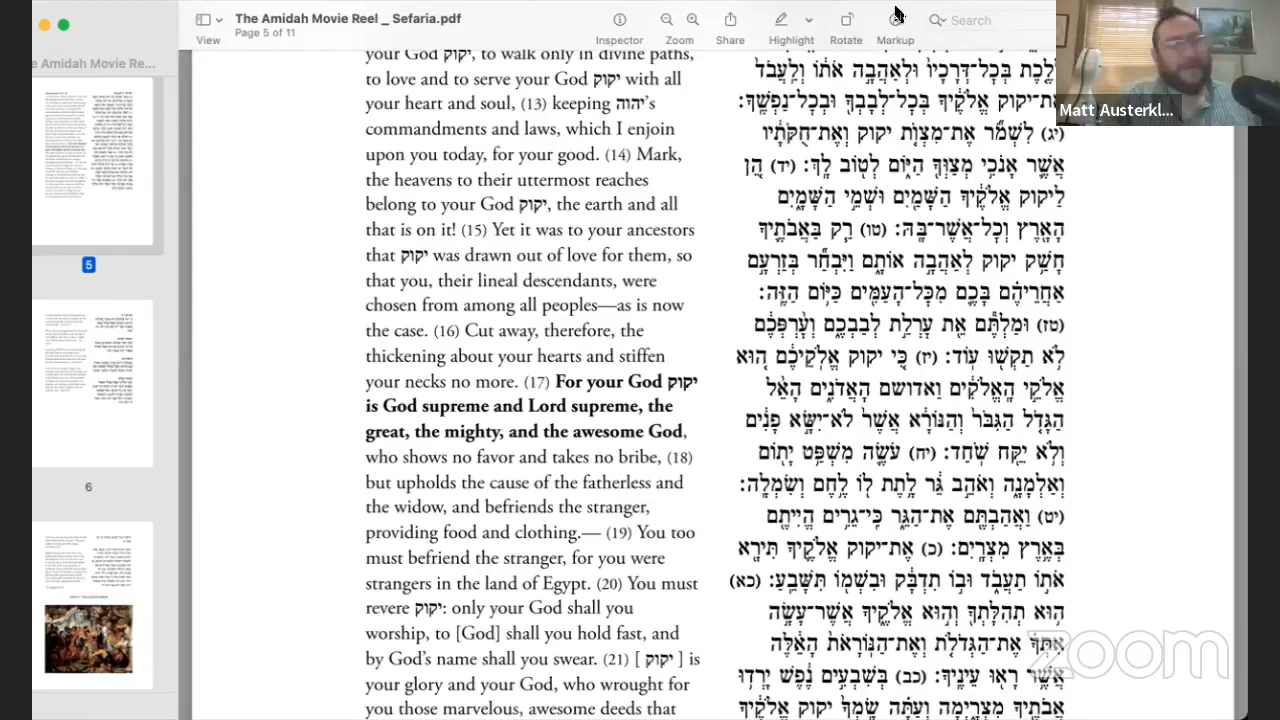 The Amidah Movie Reel _ Sefaria.pdf
Page 5 of 11
View
Inspector
Zoom
Share
Highlight
Rotate
Markup
Search
e Amidah Movie Re...
5
6
Matt Austerkl...
your God יקוק, to walk only in divine paths,
to love and to serve your God יקוק with all
your heart and soul, (13) keeping יהוה's
commandments and laws, which I enjoin
upon you today, for your good. (14) Mark,
the heavens to their uttermost reaches
belong to your God יקוק, the earth and all
that is on it! (15) Yet it was to your ancestors
that יקוק was drawn out of love for them, so
that you, their lineal descendants, were
chosen from among all peoples—as is now
the case. (16) Cut away, therefore, the
thickening about your hearts and stiffen
your necks no more. (17) For your God יקוק
is God supreme and Lord supreme, the
great, the mighty, and the awesome God,
who shows no favor and takes no bribe, (18)
but upholds the cause of the fatherless and
the widow, and befriends the stranger,
providing food and clothing.— (19) You too
must befriend the stranger, for you were
strangers in the land of Egypt. (20) You must
revere יקוק: only your God shall you
worship, to [God] shall you hold fast, and
by God's name shall you swear. (21) [ יקוק ] is
your glory and your God, who wrought for
you those marvelous, awesome deeds that
לָלֶ֤כֶת בְּכׇל־דְּרָכָיו֙ וּלְאַהֲבָ֣ה אֹת֔וֹ וְלַֽעֲבֹד֙
אֶת־יקוק אֱלֹקֶ֔יךָ בְּכׇל־לְבָבְךָ֖ וּבְכׇל־נַפְשֶֽׁךָ׃
(יג) לִשְׁמֹ֞ר אֶת־מִצְוֺ֤ת יקוק וְאֶת־חֻקֹּתָ֔יו
אֲשֶׁ֛ר אָנֹכִ֥י מְצַוְּךָ֖ הַיּ֑וֹם לְט֖וֹב לָֽךְ׃ (יד) הֵ֚ן
לַיקוק אֱלֹקֶ֔יךָ הַשָּׁמַ֖יִם וּשְׁמֵ֣י הַשָּׁמָ֑יִם
הָאָ֖רֶץ וְכׇל־אֲשֶׁר־בָּֽהּ׃ (טו) רַ֧ק בַּאֲבֹתֶ֛יךָ
חָשַׁ֥ק יקוק לְאַהֲבָ֣ה אוֹתָ֑ם וַיִּבְחַ֞ר בְּזַרְעָ֣ם
אַחֲרֵיהֶ֗ם בָּכֶ֛ם מִכׇּל־הָעַמִּ֖ים כַּיּ֥וֹם הַזֶּֽה׃
(טז) וּמַלְתֶּ֕ם אֵ֖ת עׇרְלַ֣ת לְבַבְכֶ֑ם וְעׇ֨רְפְּכֶ֔ם
לֹ֥א תַקְשׁ֖וּ עֽוֹד׃ (יז) כִּ֚י יקוק אֱלֹֽקֵיכֶ֔ם ה֚וּא
אֱלֹקֵ֣י הָֽאֱלֹקִ֔ים וַאדֹנֵ֖י הָאֲדֹנִ֑ים הָאֵ֨ל
הַגָּדֹ֤ל הַגִּבֹּר֙ וְהַנּוֹרָ֔א אֲשֶׁר֙ לֹא־יִשָּׂ֣א פָנִ֔ים
וְלֹ֥א יִקַּ֖ח שֹֽׁחַד׃ (יח) עֹשֶׂ֛ה מִשְׁפַּ֥ט יָת֖וֹם
וְאַלְמָנָ֑ה וְאֹהֵ֣ב גֵּ֔ר לָ֥תֶת ל֖וֹ לֶ֥חֶם וְשִׂמְלָֽה׃
(יט) וַאֲהַבְתֶּ֖ם אֶת־הַגֵּ֑ר כִּֽי־גֵרִ֥ים הֱיִיתֶ֖ם
בְּאֶ֥רֶץ מִצְרָֽיִם׃ (כ) אֶת־יקוק אֱלֹקֶ֛יךָ תִּירָ֖א
אֹת֣וֹ תַעֲבֹ֑ד וּב֣וֹ תִדְבָּ֔ק וּבִשְׁמ֖וֹ תִּשָּׁבֵֽעַ׃ (כא)
ה֥וּא תְהִלָּתְךָ֖ וְה֣וּא אֱלֹקֶ֑יךָ אֲשֶׁר־עָשָׂ֣ה
אִתְּךָ֗ אֶת־הַגְּדֹלֹ֤ת וְאֶת־הַנּֽוֹרָאֹת֙ הָאֵ֔לֶּה
אֲשֶׁ֥ר רָא֖וּ עֵינֶֽיךָ׃ (כב) בְּשִׁבְעִ֣ים נֶ֔פֶשׁ יָרְד֥וּ
אֲבֹתֶ֖יךָ מִצְרָ֑יְמָה וְעַתָּ֗ה שָֽׂמְךָ֙ יקוק אֱלֹקֶ֔יךָ
zoom